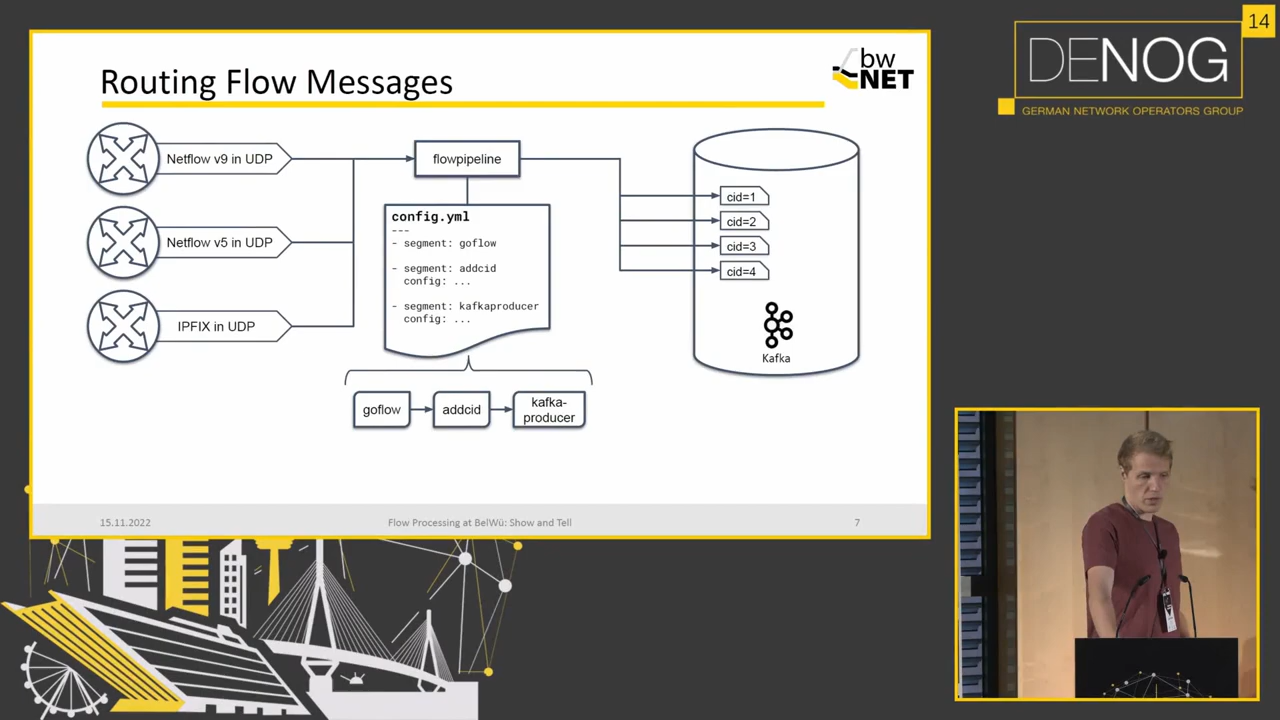 14
DENOG
GERMAN NETWORK OPERATORS GROUP
Routing Flow Messages
bw
NET
Netflow v9 in UDP
Netflow v5 in UDP
IPFIX in UDP
flowpipeline
config.yml
---
- segment: goflow
- segment: addcid
config: ...
- segment: kafkaproducer
config: ...
goflow
addcid
kafka-
producer
cid=1
cid=2
cid=3
cid=4
Kafka
15.11.2022
Flow Processing at BelWü: Show and Tell
7